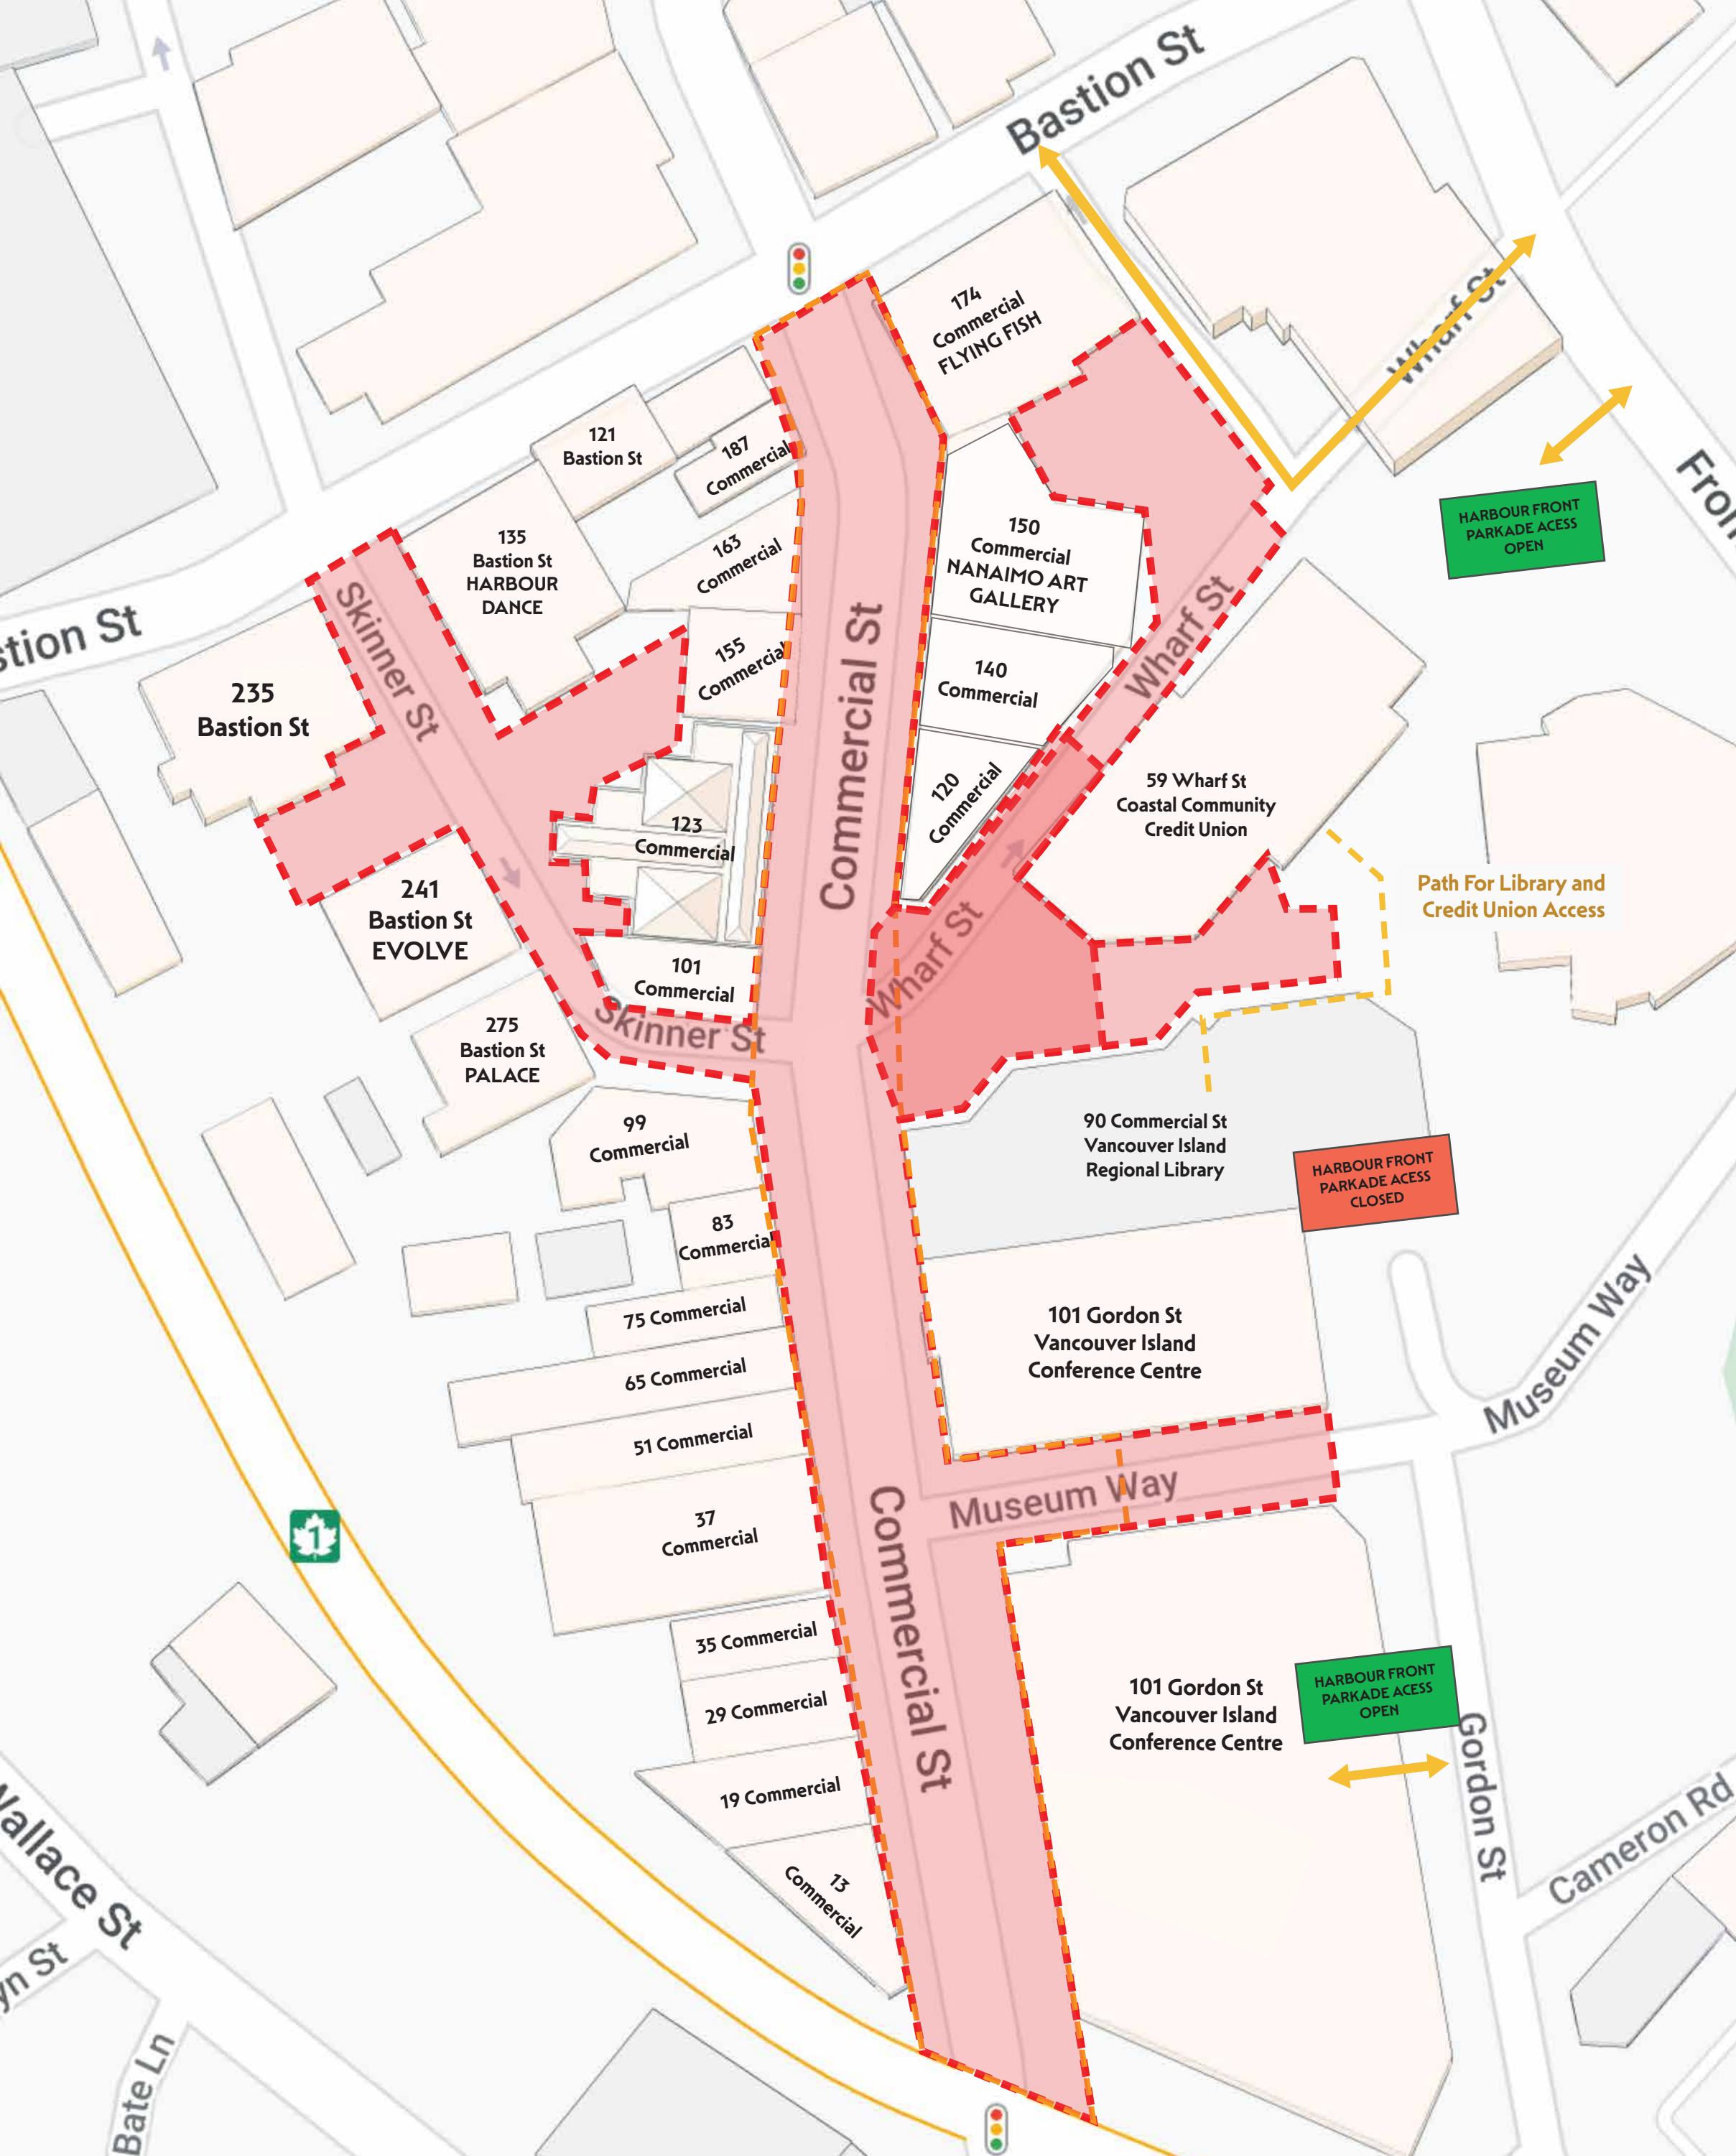 Bastion St
174
Commercial
FLYING FISH
Wharf St
121
Bastion St
187
Commercial
HARBOUR FRONT
PARKADE ACESS
OPEN
135
Bastion St
HARBOUR
DANCE
163
Commercial
150
Commercial
NANAIMO ART
GALLERY
Skinner St
stion St
235
Bastion St
155
Commercial
Commercial St
140
Commercial
Wharf St
120
Commercial
59 Wharf St
Coastal Community
Credit Union
123
Commercial
241
Bastion St
EVOLVE
Path For Library and
Credit Union Access
Wharf St
101
Commercial
Skinner St
275
Bastion St
PALACE
99
Commercial
90 Commercial St
Vancouver Island
Regional Library
HARBOUR FRONT
PARKADE ACESS
CLOSED
83
Commercial
75 Commercial
101 Gordon St
Vancouver Island
Conference Centre
Museum Way
65 Commercial
51 Commercial
Museum Way
1
37
Commercial
Commercial St
35 Commercial
29 Commercial
101 Gordon St
Vancouver Island
Conference Centre
HARBOUR FRONT
PARKADE ACESS
OPEN
Gordon St
19 Commercial
13
Commercial
Cameron Rd
Wallace St
yn St
Bate Ln